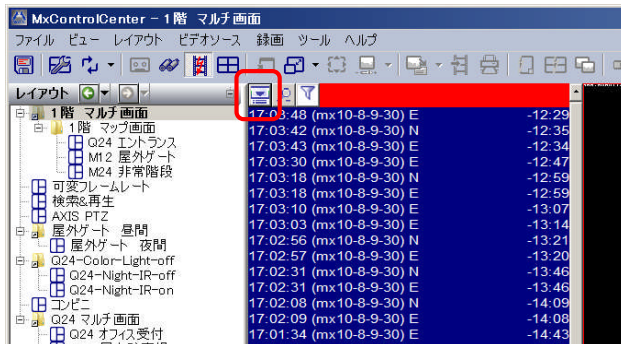 MxControlCenter - 1階 マルチ画面
ファイル ビュー レイアウト ビデオソース 録画 ツール ヘルプ
レイアウト
1階 マルチ画面
1階 マップ画面
Q24 エントランス
M12 屋外ゲート
M24 非常階段
可変フレームレート
検索&再生
AXIS PTZ
屋外ゲート 昼間
屋外ゲート 夜間
Q24-Color-Light-off
Q24-Night-IR-off
Q24-Night-IR-on
コンビニ
Q24 マルチ画面
Q24 オフィス受付
17:03:48 (mx10-8-9-30) E -12:29
17:03:42 (mx10-8-9-30) N -12:35
17:03:43 (mx10-8-9-30) E -12:34
17:03:30 (mx10-8-9-30) E -12:47
17:03:18 (mx10-8-9-30) N -12:59
17:03:18 (mx10-8-9-30) E -12:59
17:03:10 (mx10-8-9-30) E -13:07
17:03:03 (mx10-8-9-30) E -13:14
17:02:56 (mx10-8-9-30) N -13:21
17:02:57 (mx10-8-9-30) E -13:20
17:02:31 (mx10-8-9-30) N -13:46
17:02:31 (mx10-8-9-30) E -13:46
17:02:08 (mx10-8-9-30) N -14:09
17:02:09 (mx10-8-9-30) E -14:08
17:01:34 (mx10-8-9-30) E -14:43